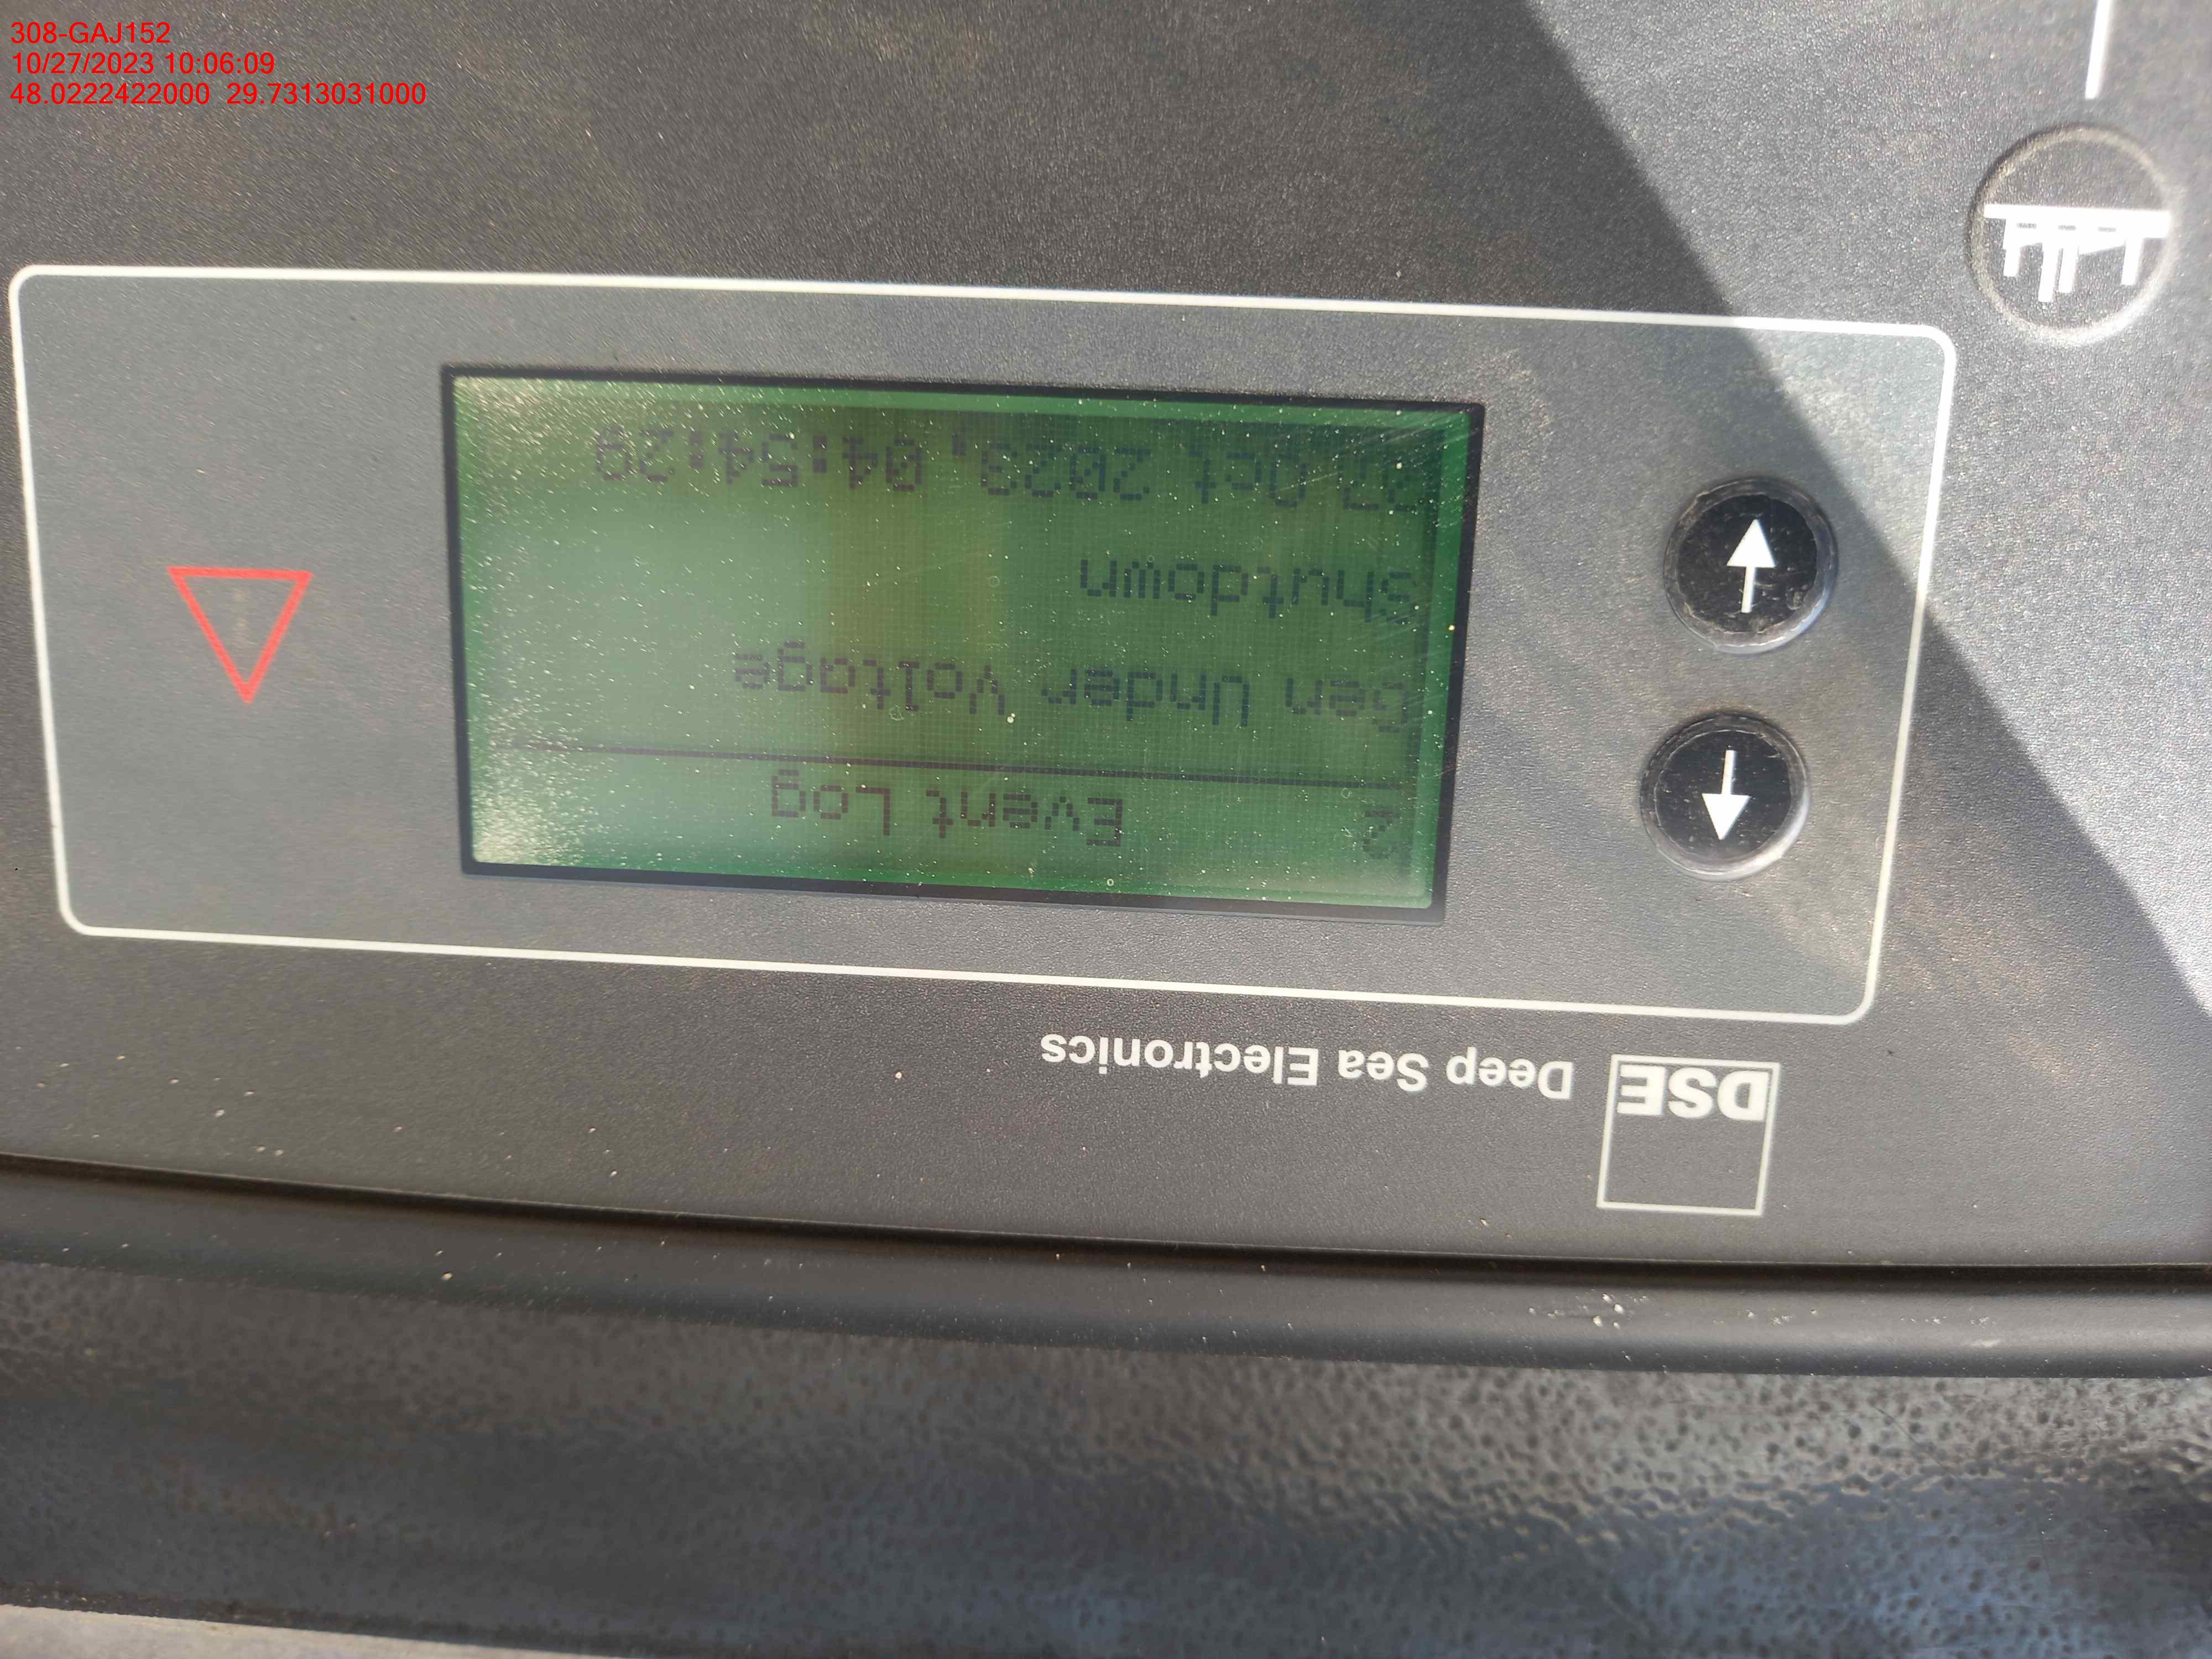 308-GAJ152
10/27/2023 10:06:09
48.0222422000 29.7313031000
DSE Deep Sea Electronics
2 Event Log
Gen Under Voltage
Shutdown
27 Oct 2023, 04:54:29